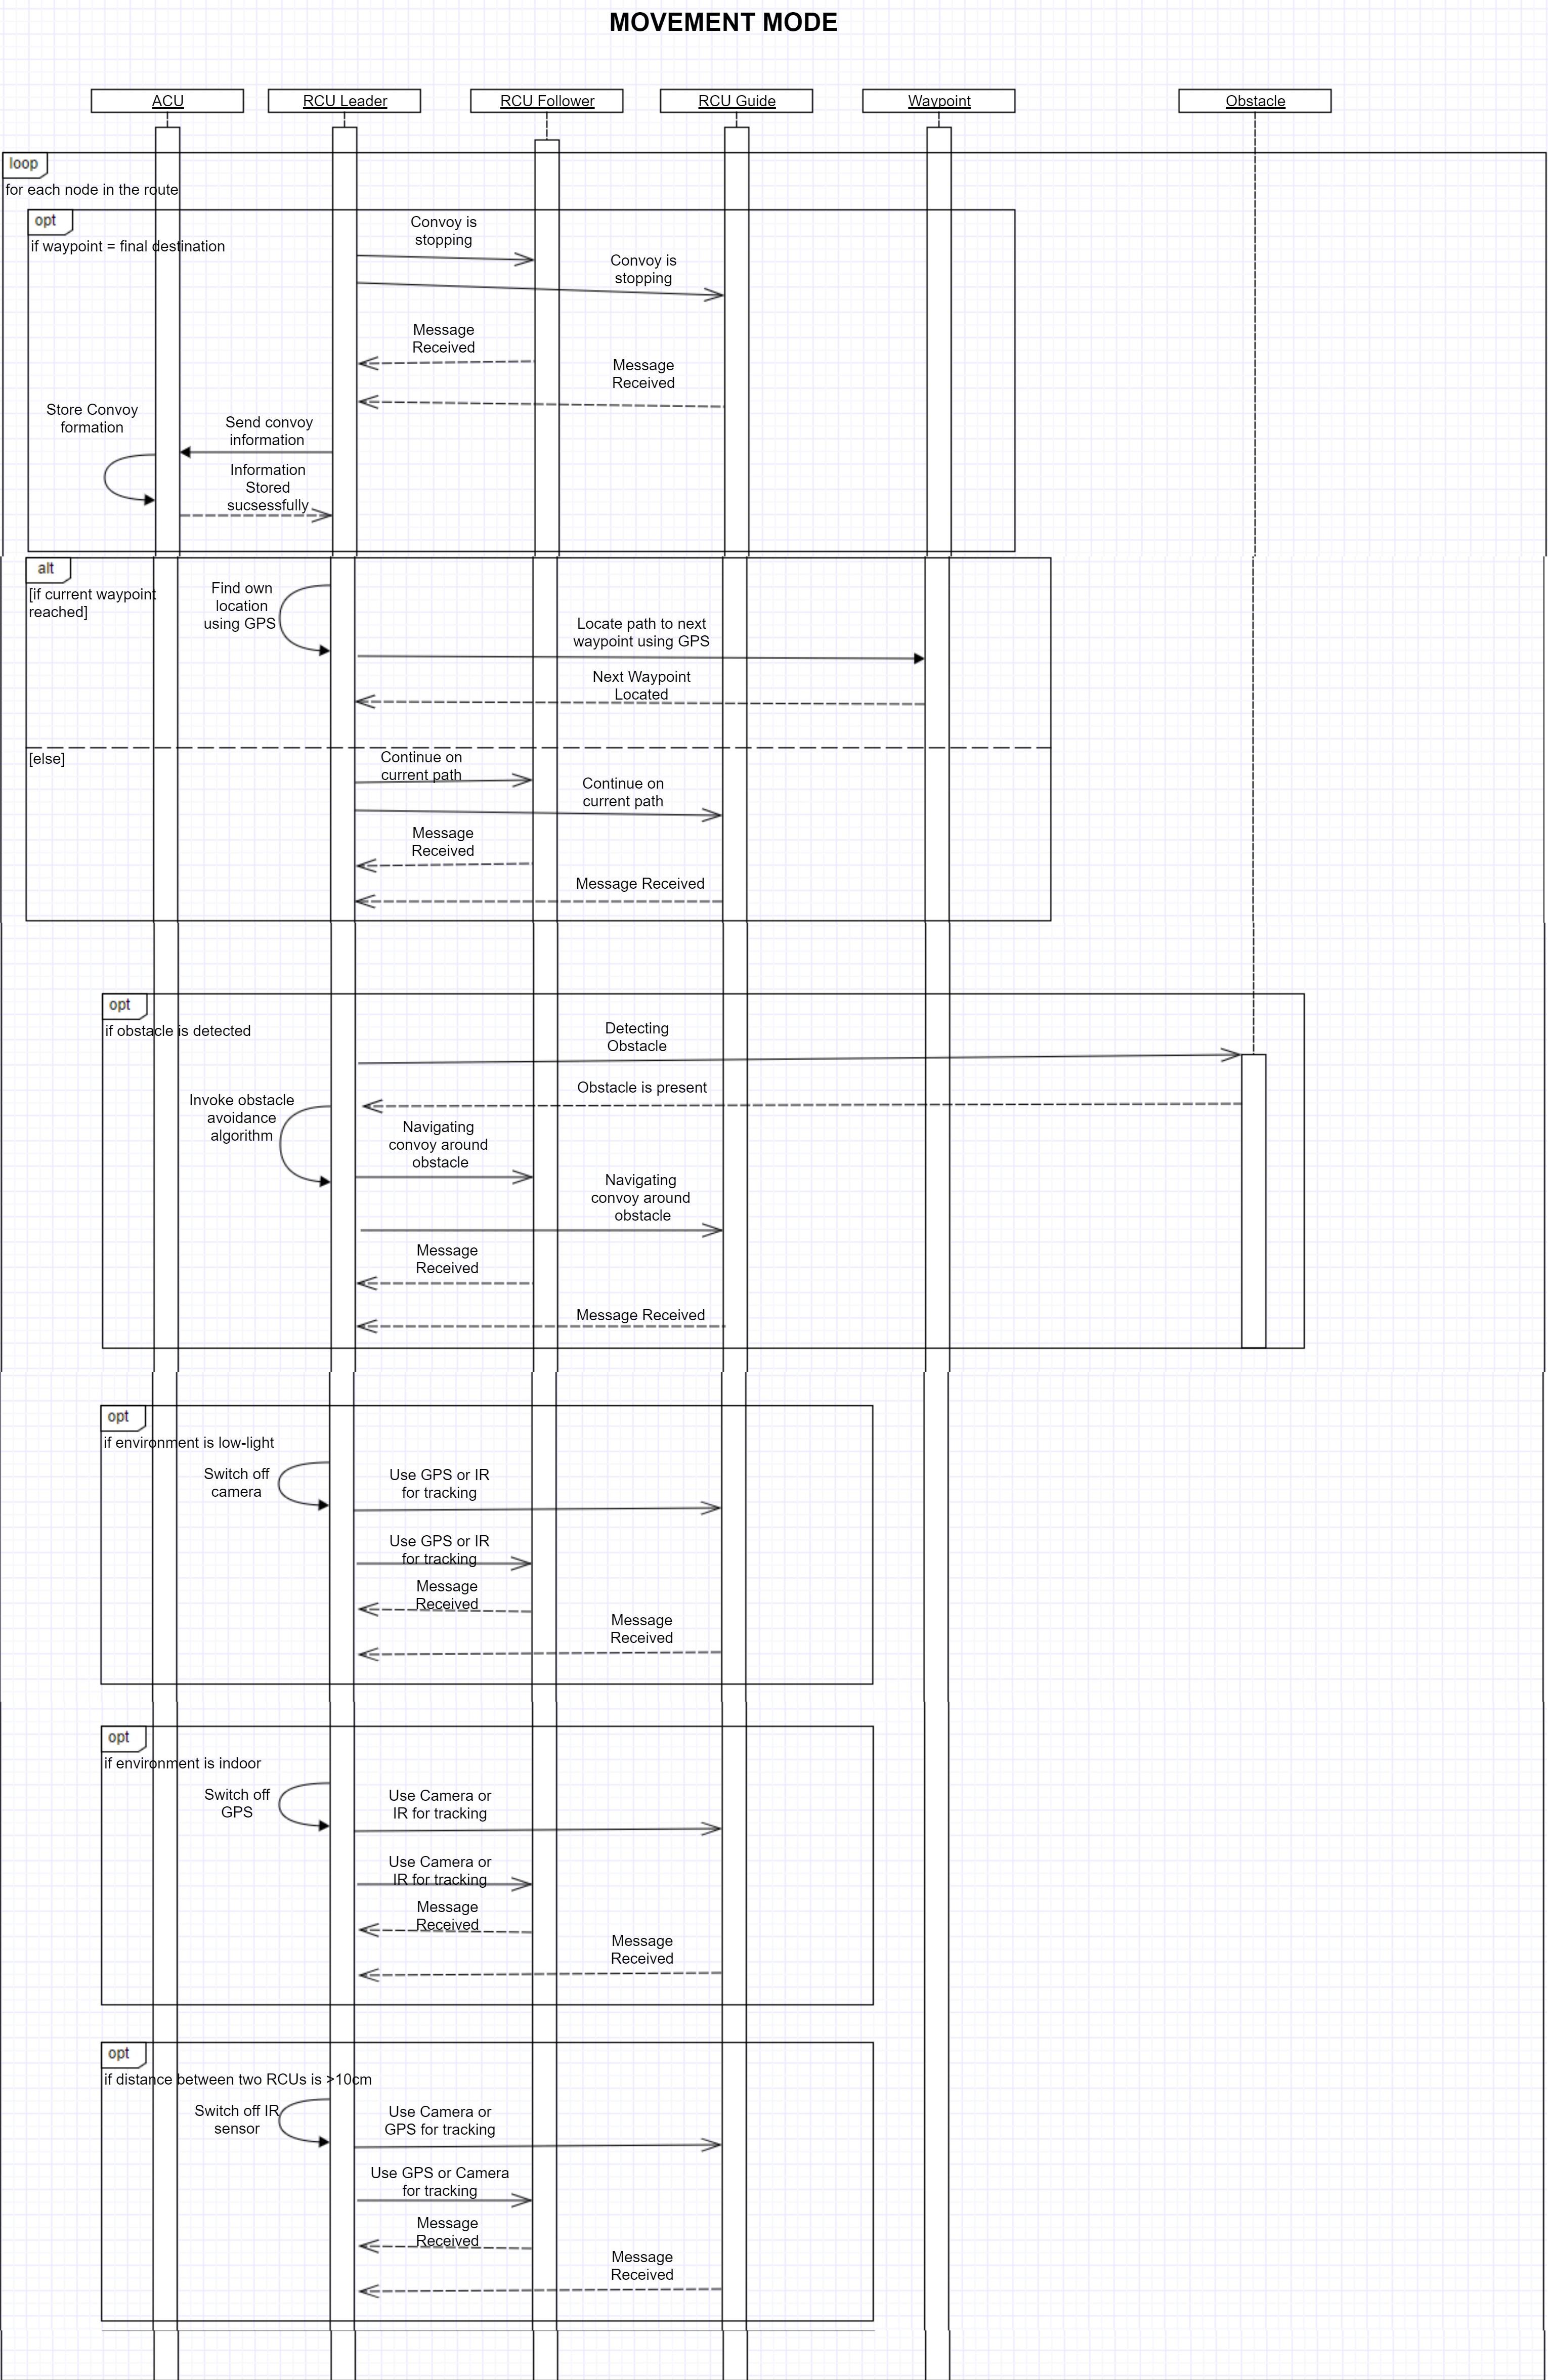 MOVEMENT MODE
ACU
RCU Leader
RCU Follower
RCU Guide
Waypoint
Obstacle
loop
for each node in the route
opt
if waypoint = final destination
Convoy is
stopping
Convoy is
stopping
Message
Received
Message
Received
Store Convoy
formation
Send convoy
information
Information
Stored
sucsessfully
alt
[if current waypoint
reached]
Find own
location
using GPS
Locate path to next
waypoint using GPS
Next Waypoint
Located
[else]
Continue on
current path
Continue on
current path
Message
Received
Message Received
opt
if obstacle is detected
Detecting
Obstacle
Obstacle is present
Invoke obstacle
avoidance
algorithm
Navigating
convoy around
obstacle
Navigating
convoy around
obstacle
Message
Received
Message Received
opt
if environment is low-light
Switch off
camera
Use GPS or IR
for tracking
Use GPS or IR
for tracking
Message
Received
Message
Received
opt
if environment is indoor
Switch off
GPS
Use Camera or
IR for tracking
Use Camera or
IR for tracking
Message
Received
Message
Received
opt
if distance between two RCUs is >10cm
Switch off IR
sensor
Use Camera or
GPS for tracking
Use GPS or Camera
for tracking
Message
Received
Message
Received